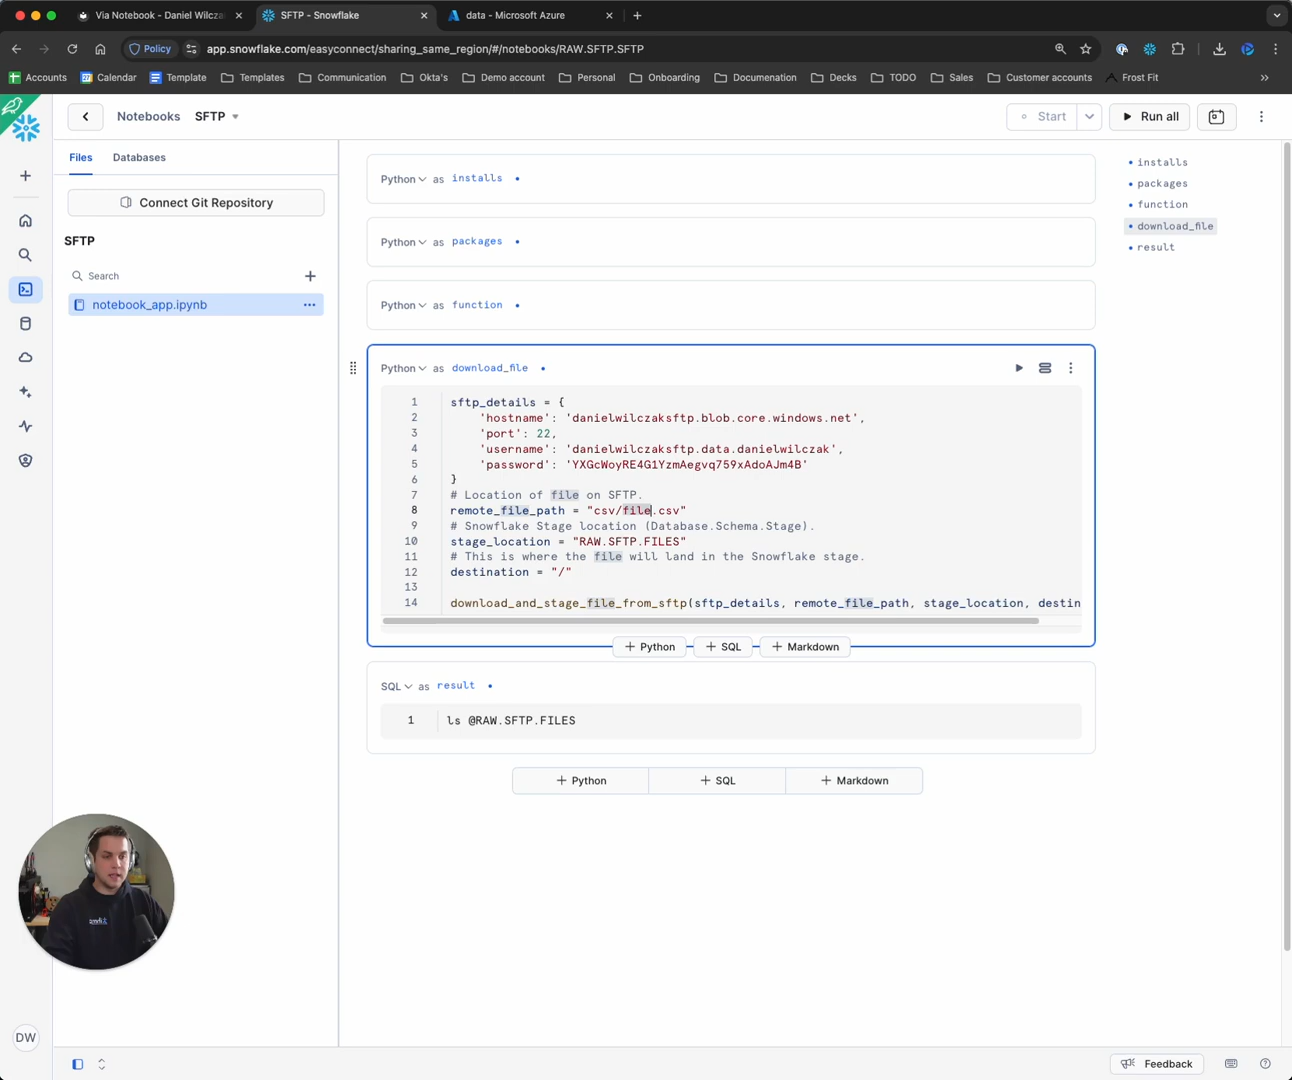 Via Notebook - Daniel Wilcza
SFTP - Snowflake
data - Microsoft Azure
Policy
app.snowflake.com/easyconnect/sharing_same_region/#/notebooks/RAW.SFTP.SFTP
Accounts
Calendar
Template
Templates
Communication
Okta's
Demo account
Personal
Onboarding
Documenation
Decks
TODO
Sales
Customer accounts
Frost Fit
Notebooks
SFTP
Start
Run all
Files
Databases
Connect Git Repository
SFTP
Search
notebook_app.ipynb
Python as installs
Python as packages
Python as function
Python as download_file
1 sftp_details = {
2 'hostname': 'danielwilczaksftp.blob.core.windows.net',
3 'port': 22,
4 'username': 'danielwilczaksftp.data.danielwilczak',
5 'password': 'YXGcWoyRE4G1YzmAegvq759xAdoAJm4B'
6 }
7 # Location of file on SFTP.
8 remote_file_path = "csv/file.csv"
9 # Snowflake Stage location (Database.Schema.Stage).
10 stage_location = "RAW.SFTP.FILES"
11 # This is where the file will land in the Snowflake stage.
12 destination = "/"
13
14 download_and_stage_file_from_sftp(sftp_details, remote_file_path, stage_location, destin
+ Python
+ SQL
+ Markdown
SQL as result
1 ls @RAW.SFTP.FILES
+ Python
+ SQL
+ Markdown
installs
packages
function
download_file
result
DW
Feedback